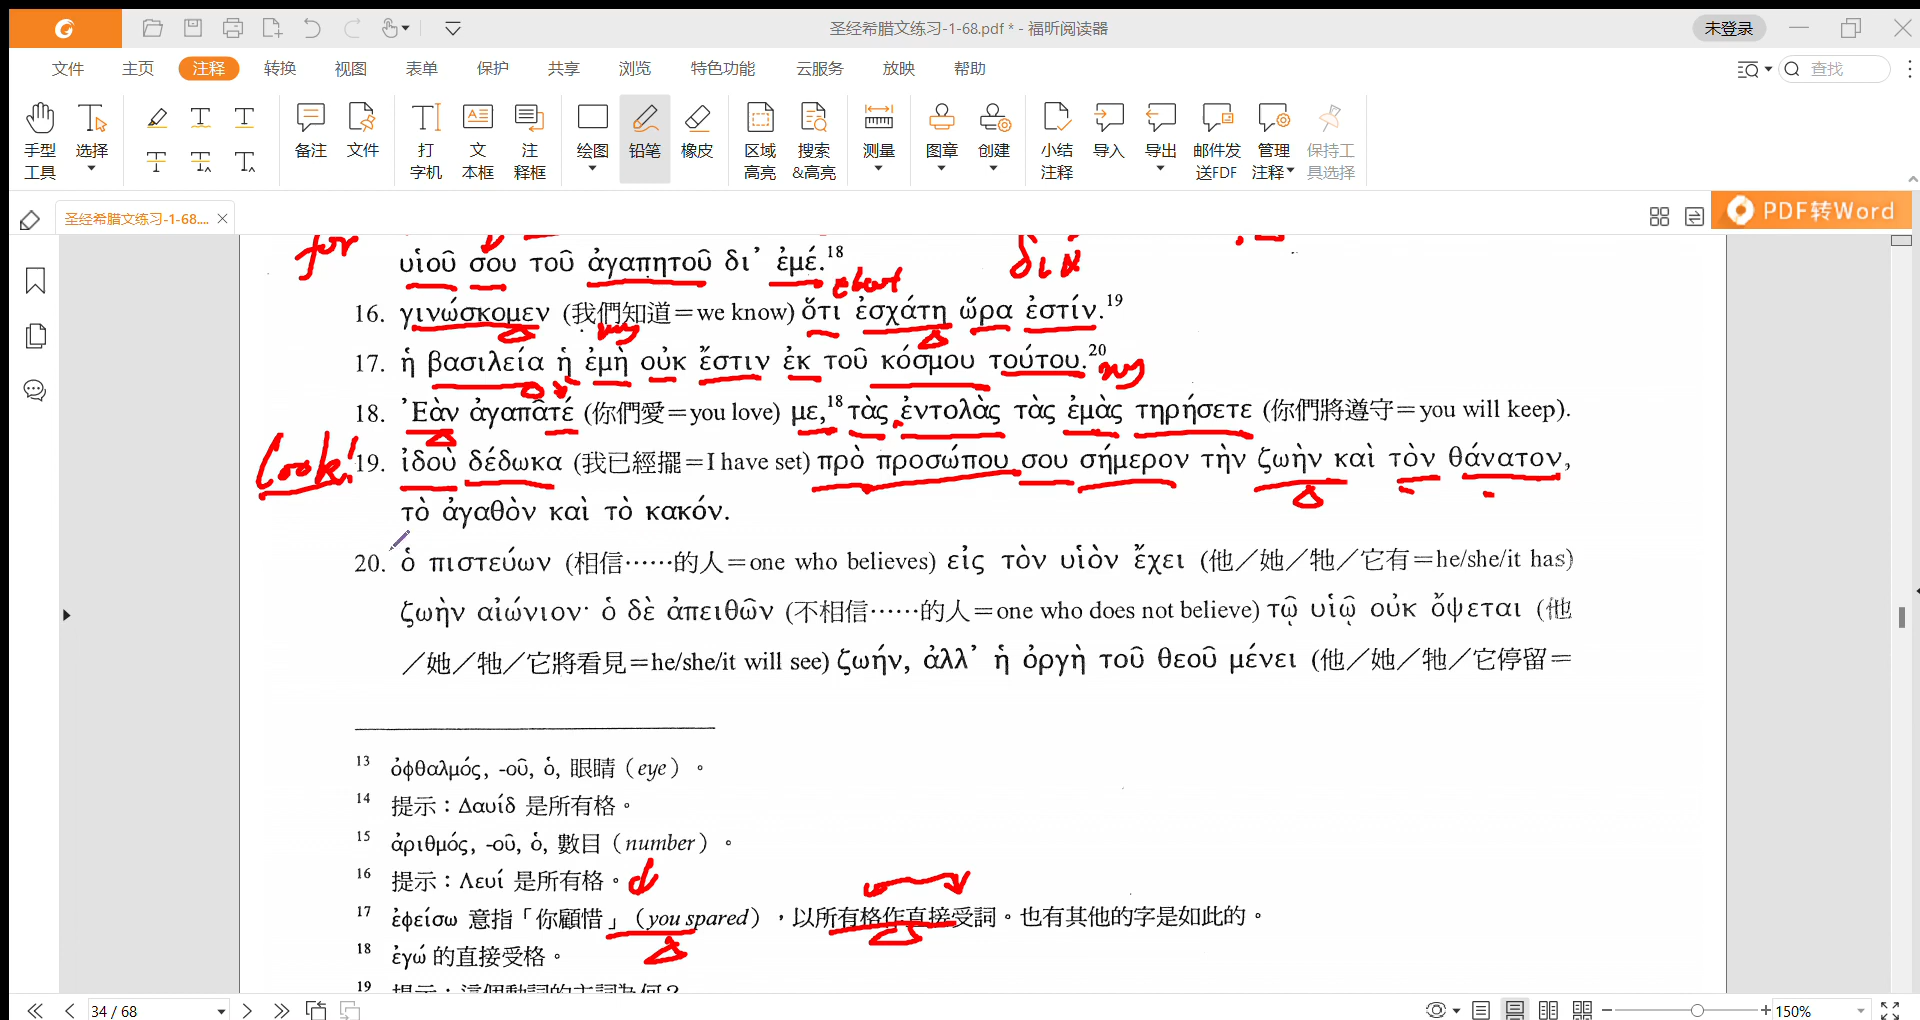 圣经希腊文练习-1-68.pdf * - 福昕阅读器
未登录
文件 主页 注释 转换 视图 表单 保护 共享 浏览 特色功能 云服务 放映 帮助
查找
手型工具 选择 备注 文件 打字机 文本框 注释框 绘图 铅笔 橡皮 区域高亮 搜索&高亮 测量 图章 创建 小结注释 导入 导出 邮件发送FDF 管理注释 保持工具选择
圣经希腊文练习-1-68....
PDF转Word
for
υἱοῦ σου τοῦ ἀγαπητοῦ δι᾽ ἐμέ.18
δια
16. γινώσκομεν (我們知道＝we know) ὅτι ἐσχάτη ὥρα ἐστίν.19
my
17. ἡ βασιλεία ἡ ἐμὴ οὐκ ἔστιν ἐκ τοῦ κόσμου τούτου.20
my
18. ᾽Εὰν ἀγαπᾶτέ (你們愛＝you love) με,18 τὰς ἐντολὰς τὰς ἐμὰς τηρήσετε (你們將遵守＝you will keep).
Look!
19. ἰδοὺ δέδωκα (我已經擺＝I have set) πρὸ προσώπου σου σήμερον τὴν ζωὴν καὶ τὸν θάνατον,
τὸ ἀγαθὸν καὶ τὸ κακόν.
20. ὁ πιστεύων (相信⋯⋯的人＝one who believes) εἰς τὸν υἱὸν ἔχει (他／她／牠／它有＝he/she/it has)
ζωὴν αἰώνιον· ὁ δὲ ἀπειθῶν (不相信⋯⋯的人＝one who does not believe) τῷ υἱῷ οὐκ ὄψεται (他
／她／牠／它將看見＝he/she/it will see) ζωήν, ἀλλ᾽ ἡ ὀργὴ τοῦ θεοῦ μένει (他／她／牠／它停留＝
13 ὀφθαλμός, -οῦ, ὁ, 眼睛（eye）。
14 提示：Δαυίδ 是所有格。
15 ἀριθμός, -οῦ, ὁ, 數目（number）。
16 提示：Λευί 是所有格。
17 ἐφείσω 意指「你顧惜」（you spared），以所有格作直接受詞。也有其他的字是如此的。
18 ἐγώ 的直接受格。
19 提示：這個動詞的主詞為何？
34 / 68
150%